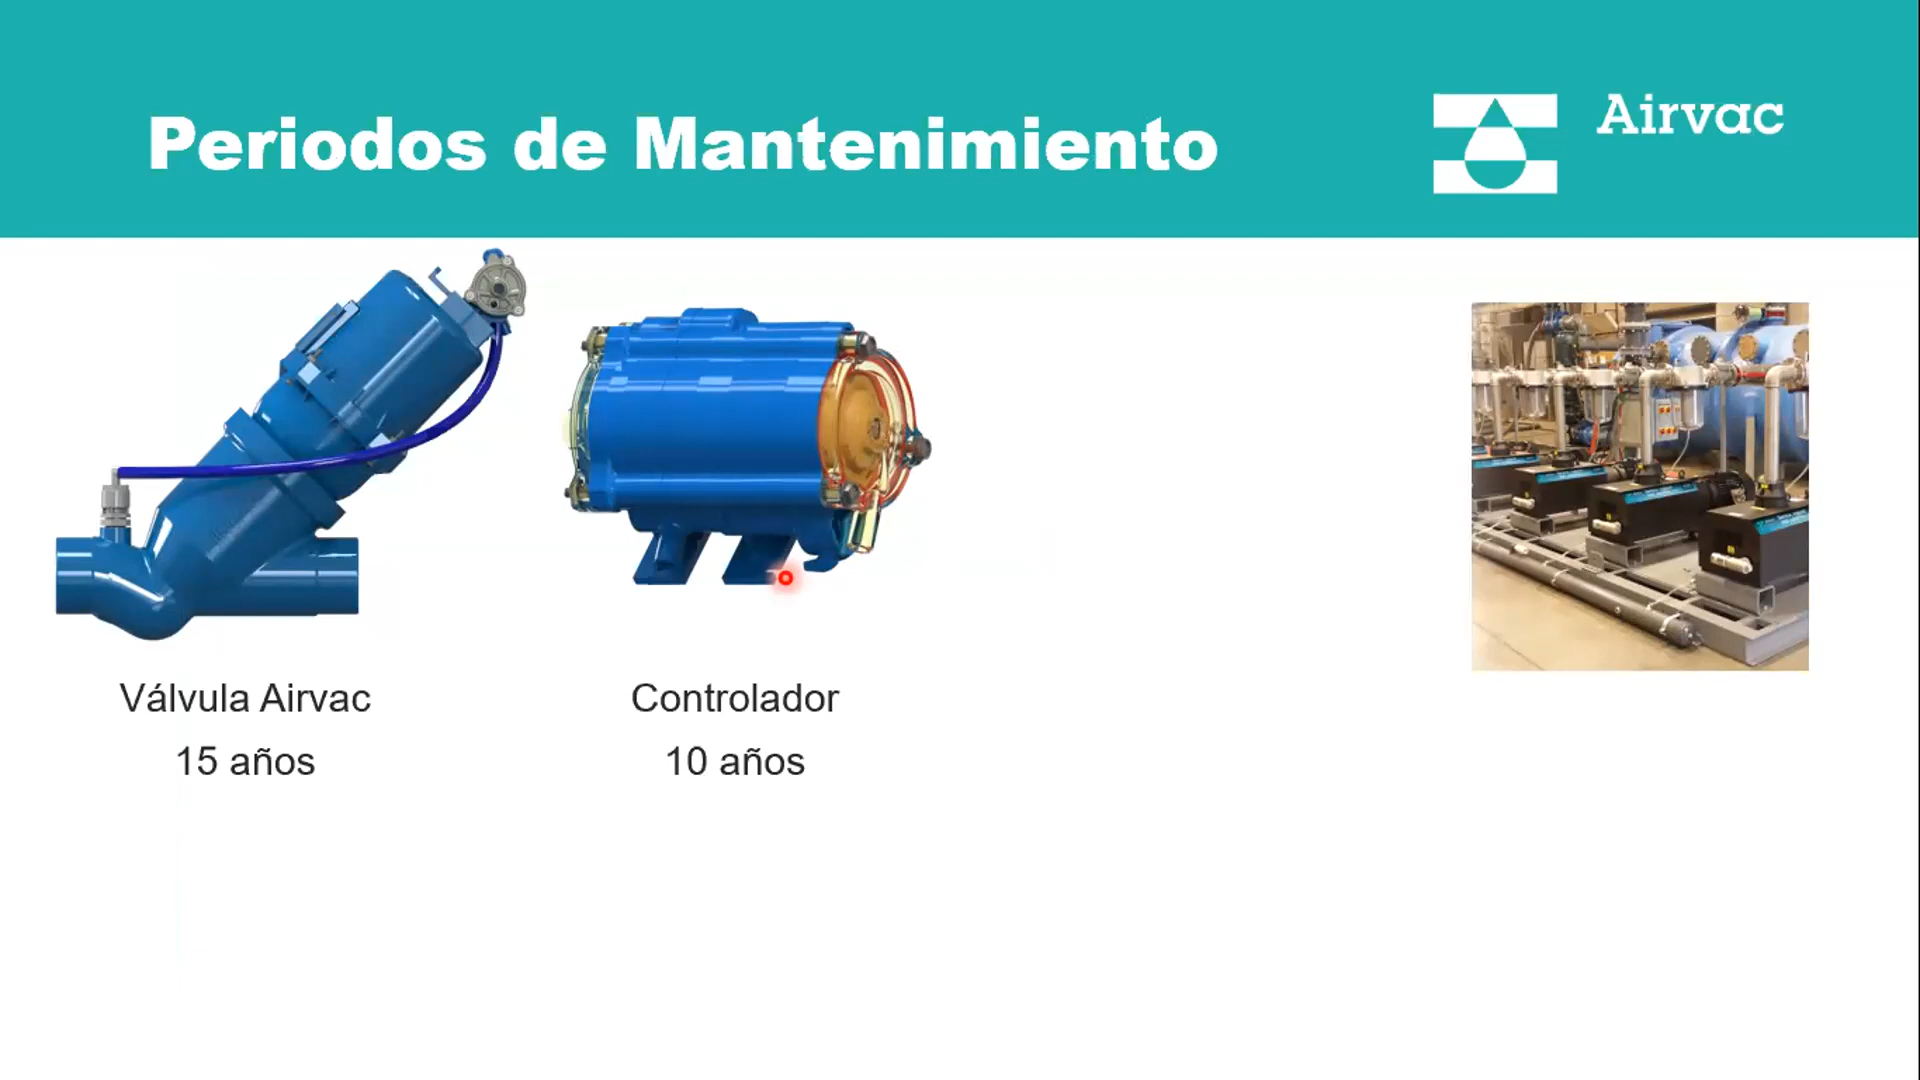 Periodos de Mantenimiento
Airvac
Válvula Airvac
15 años
Controlador
10 años